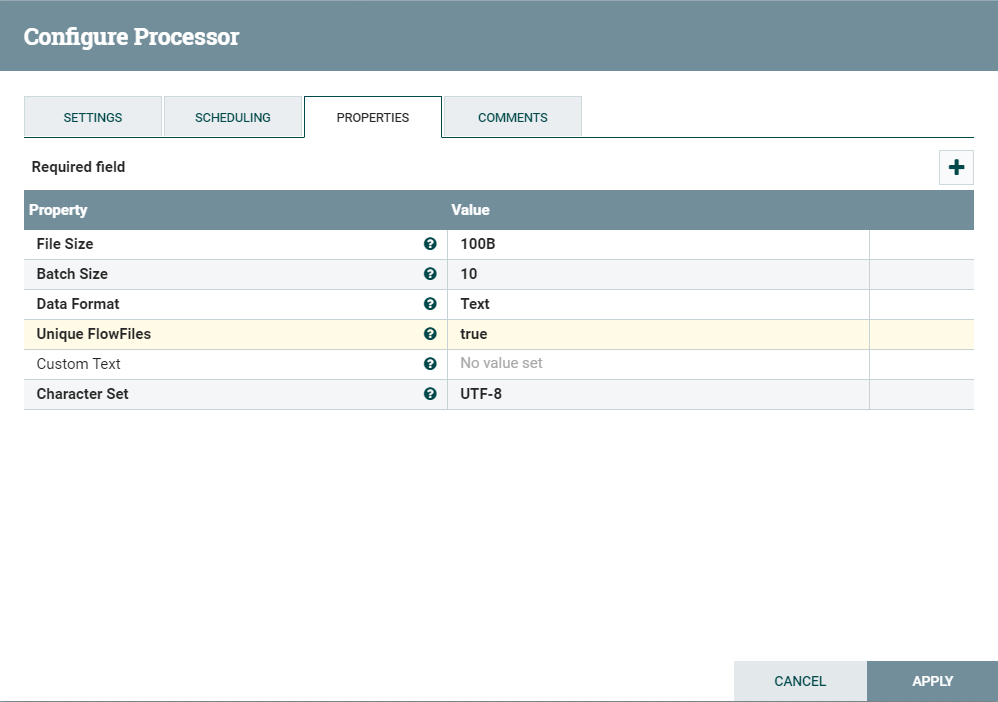 Configure Processor
SETTINGS SCHEDULING PROPERTIES COMMENTS
Required field
Property Value
File Size 100B
Batch Size 10
Data Format Text
Unique FlowFiles true
Custom Text No value set
Character Set UTF-8
CANCEL APPLY